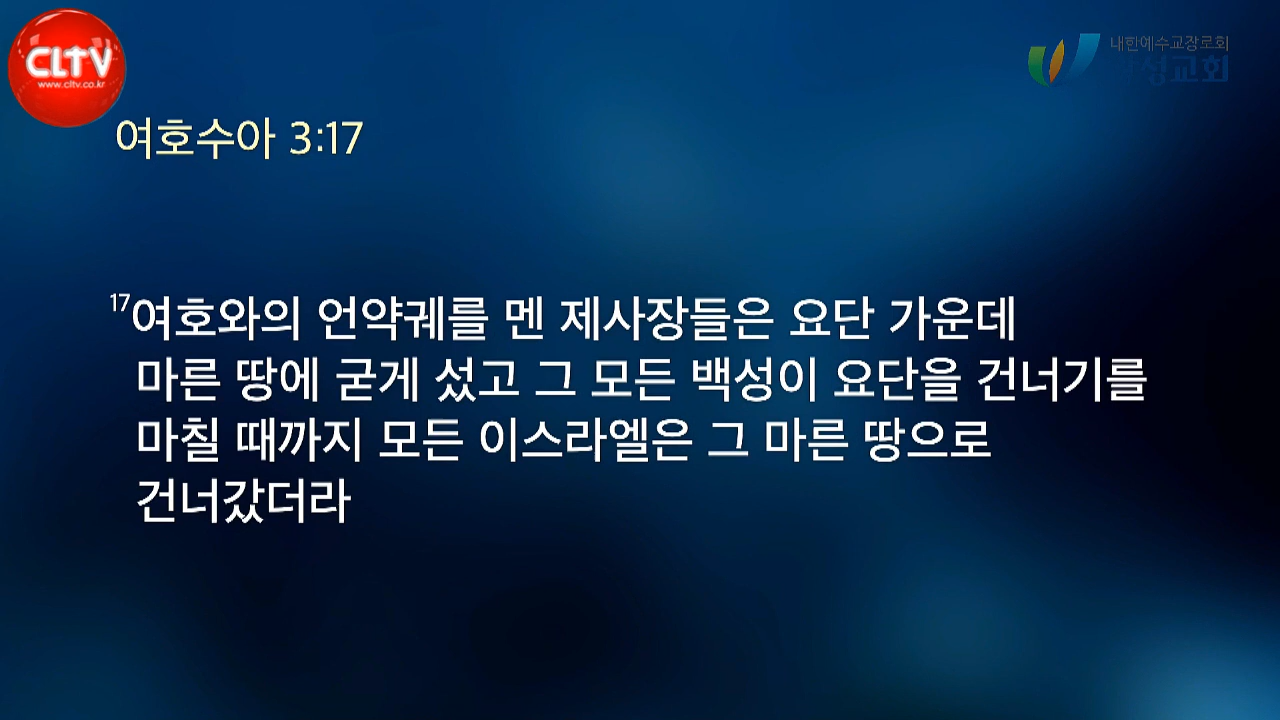 CLTV
www.cltv.co.kr
대한예수교장로회
여호수아 3:17
17여호와의 언약궤를 멘 제사장들은 요단 가운데
마른 땅에 굳게 섰고 그 모든 백성이 요단을 건너기를
마칠 때까지 모든 이스라엘은 그 마른 땅으로
건너갔더라